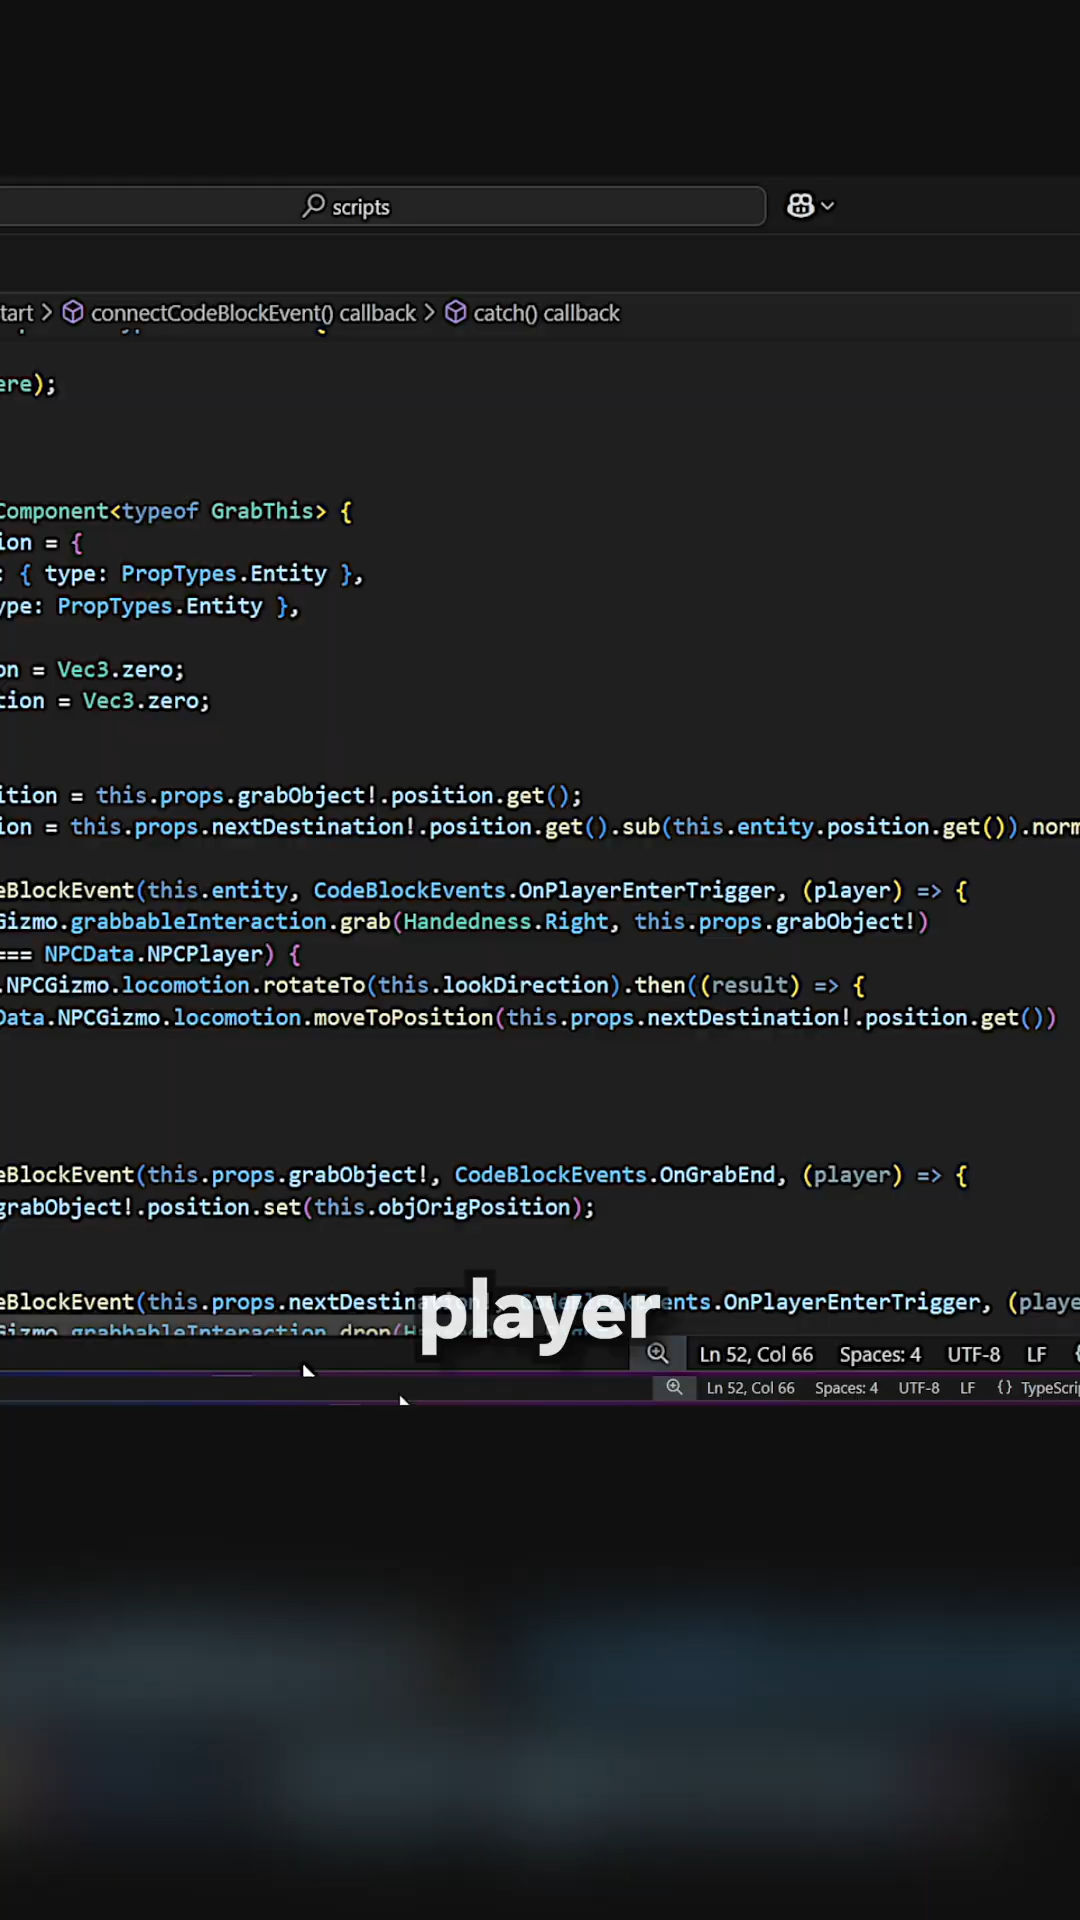 scripts
tart > connectCodeBlockEvent() callback > catch() callback
ere);
Component<typeof GrabThis> {
ion = {
: { type: PropTypes.Entity },
ype: PropTypes.Entity },
on = Vec3.zero;
tion = Vec3.zero;
ition = this.props.grabObject!.position.get();
ion = this.props.nextDestination!.position.get().sub(this.entity.position.get()).norm
eBlockEvent(this.entity, CodeBlockEvents.OnPlayerEnterTrigger, (player) => {
Gizmo.grabbableInteraction.grab(Handedness.Right, this.props.grabObject!)
=== NPCData.NPCPlayer) {
.NPCGizmo.locomotion.rotateTo(this.lookDirection).then((result) => {
Data.NPCGizmo.locomotion.moveToPosition(this.props.nextDestination!.position.get())
eBlockEvent(this.props.grabObject!, CodeBlockEvents.OnGrabEnd, (player) => {
grabObject!.position.set(this.objOrigPosition);
eBlockEvent(this.props.nextDestin ents.OnPlayerEnterTrigger, (playe
player
Gizmo.grabbableInteraction.drop(H
Ln 52, Col 66 Spaces: 4 UTF-8 LF
Ln 52, Col 66 Spaces: 4 UTF-8 LF {} TypeScrip